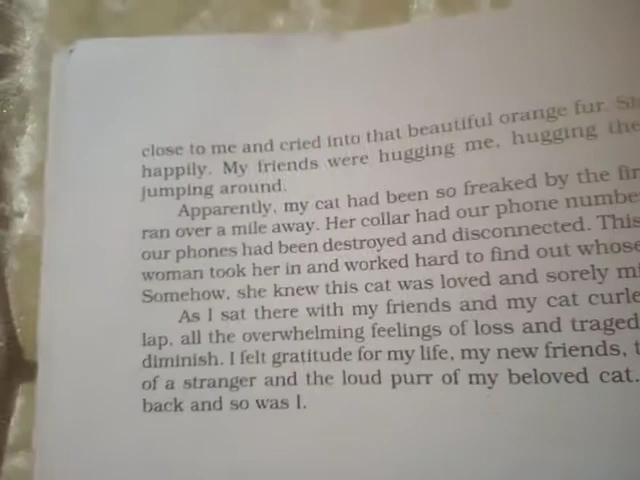 close to me and cried into that beautiful orange fur.
happily. My friends were hugging me, hugging
jumping around.
Apparently, my cat had been so freaked by the
ran over a mile away. Her collar had our phone
our phones had been destroyed and disconnected. This
woman took her in and worked hard to find out whose
Somehow, she knew this cat was loved and sorely
As I sat there with my friends and my cat
lap, all the overwhelming feelings of loss and
diminish. I felt gratitude for my life, my new friends,
of a stranger and the loud purr of my beloved cat.
back and so was I.